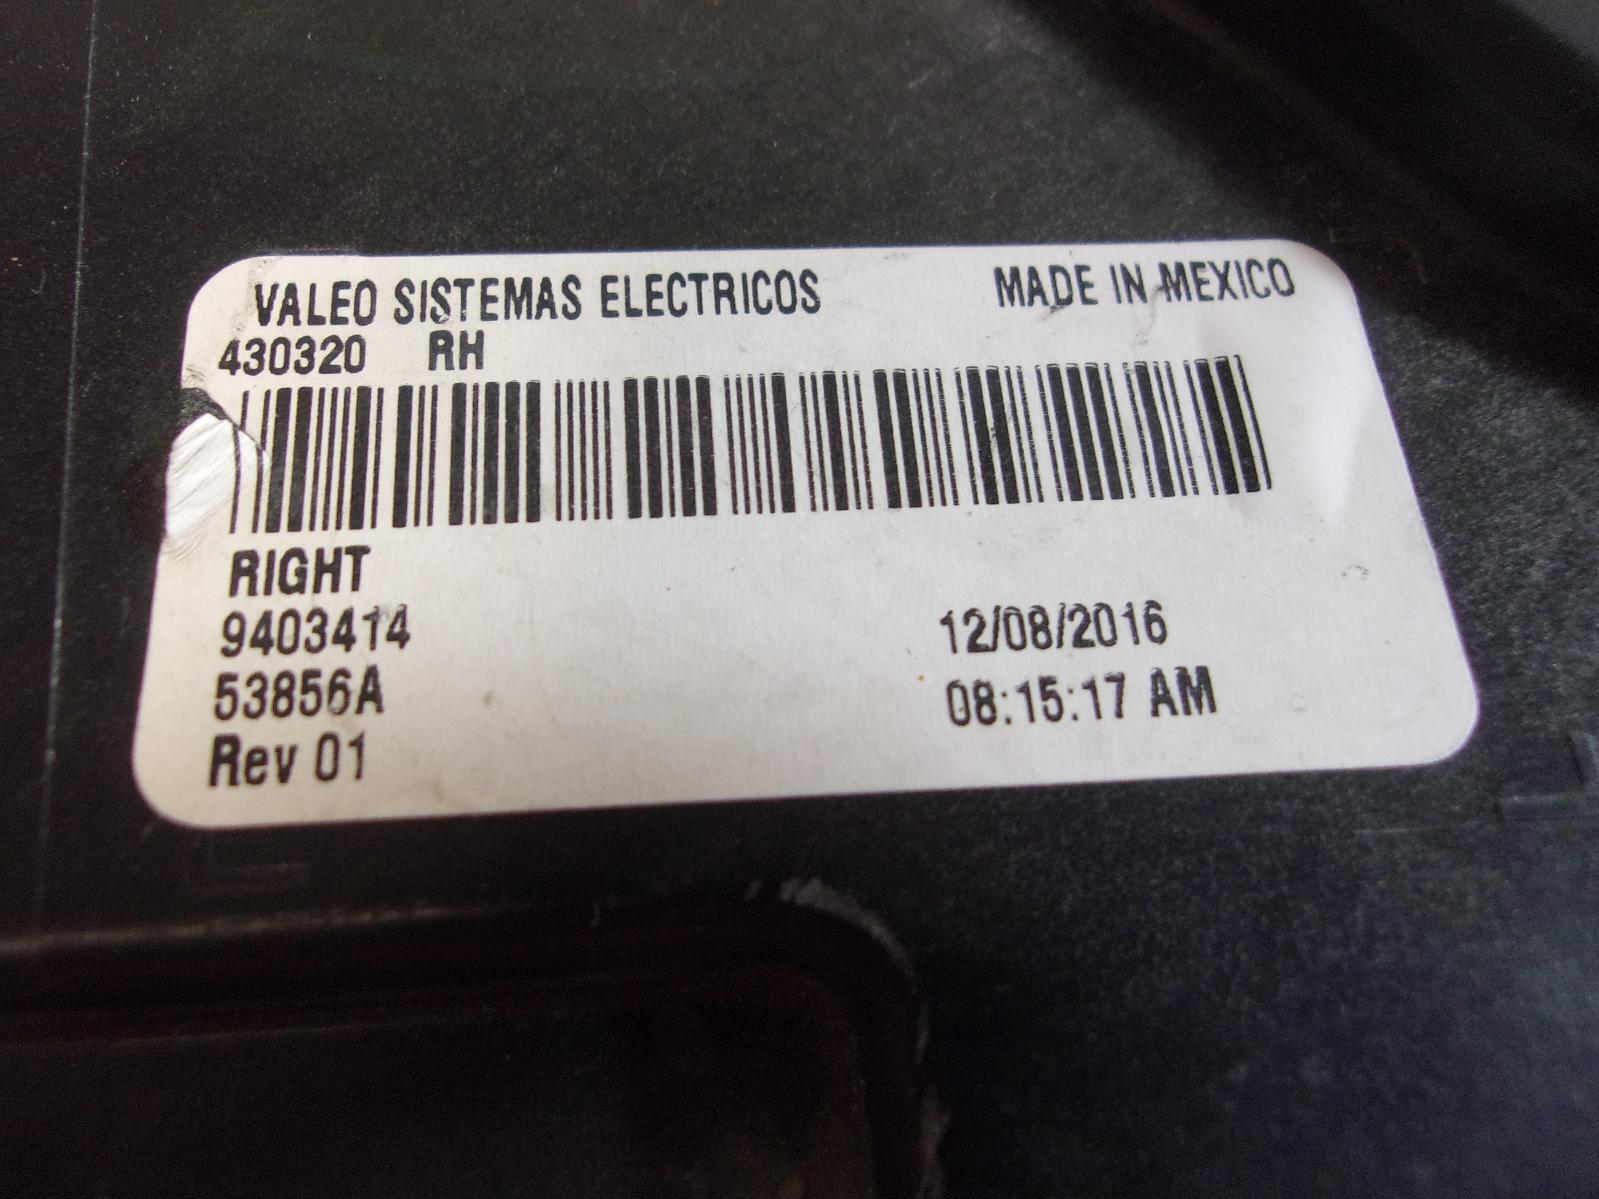 VALEO SISTEMAS ELECTRICOS MADE IN MEXICO
430320 RH
RIGHT
9403414 12/08/2016
53856A 08:15:17 AM
Rev 01